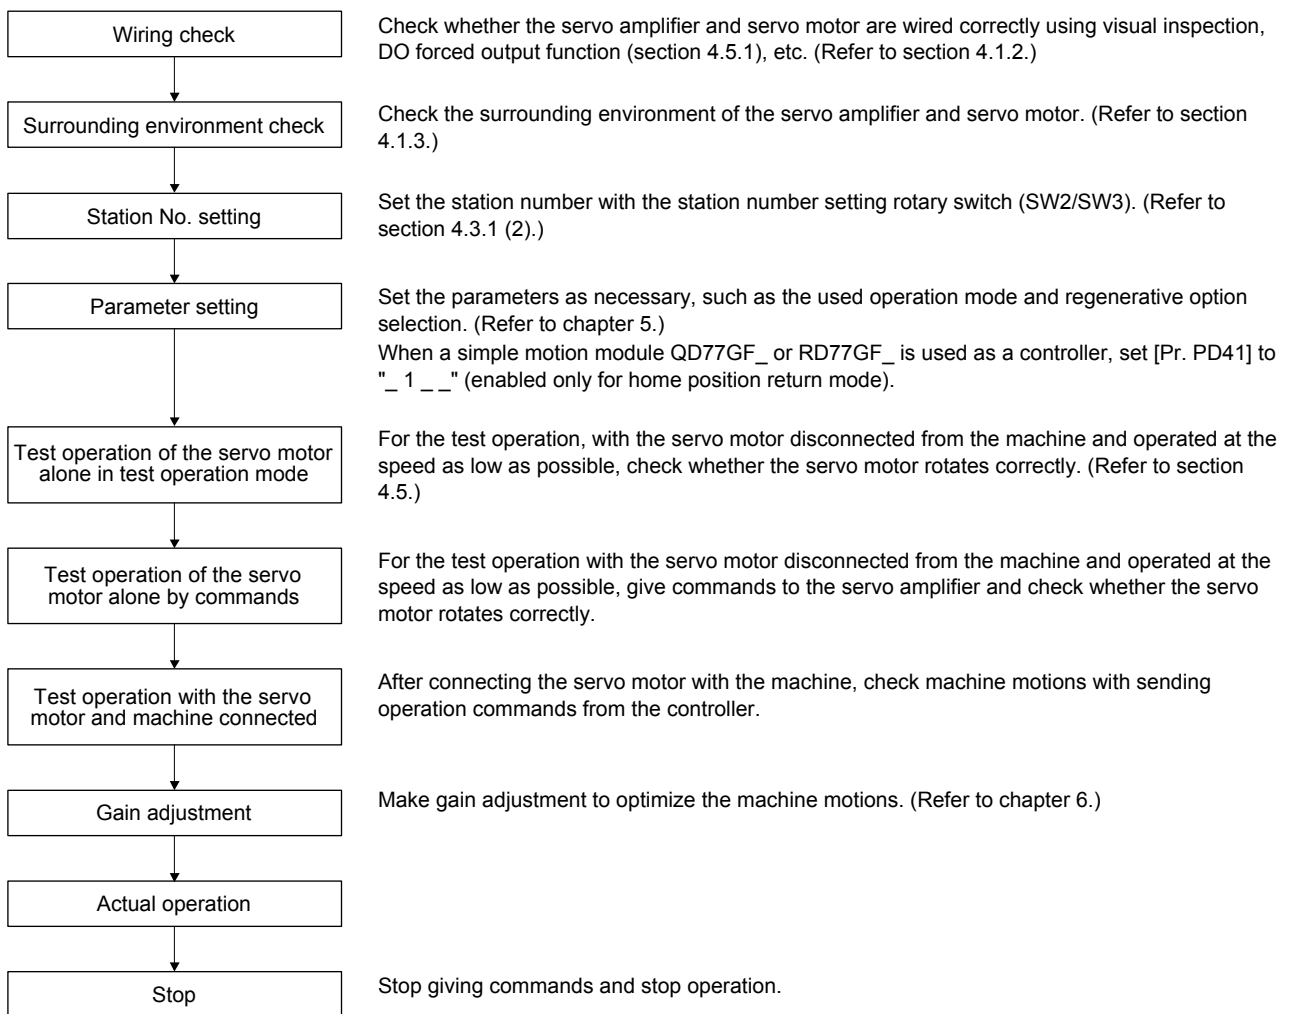 Wiring check
Check whether the servo amplifier and servo motor are wired correctly using visual inspection,
DO forced output function (section 4.5.1), etc. (Refer to section 4.1.2.)
Surrounding environment check
Check the surrounding environment of the servo amplifier and servo motor. (Refer to section
4.1.3.)
Station No. setting
Set the station number with the station number setting rotary switch (SW2/SW3). (Refer to
section 4.3.1 (2).)
Parameter setting
Set the parameters as necessary, such as the used operation mode and regenerative option
selection. (Refer to chapter 5.)
When a simple motion module QD77GF_ or RD77GF_ is used as a controller, set [Pr. PD41] to
"_ 1 _ _" (enabled only for home position return mode).
Test operation of the servo motor
alone in test operation mode
For the test operation, with the servo motor disconnected from the machine and operated at the
speed as low as possible, check whether the servo motor rotates correctly. (Refer to section
4.5.)
Test operation of the servo
motor alone by commands
For the test operation with the servo motor disconnected from the machine and operated at the
speed as low as possible, give commands to the servo amplifier and check whether the servo
motor rotates correctly.
Test operation with the servo
motor and machine connected
After connecting the servo motor with the machine, check machine motions with sending
operation commands from the controller.
Gain adjustment
Make gain adjustment to optimize the machine motions. (Refer to chapter 6.)
Actual operation
Stop
Stop giving commands and stop operation.